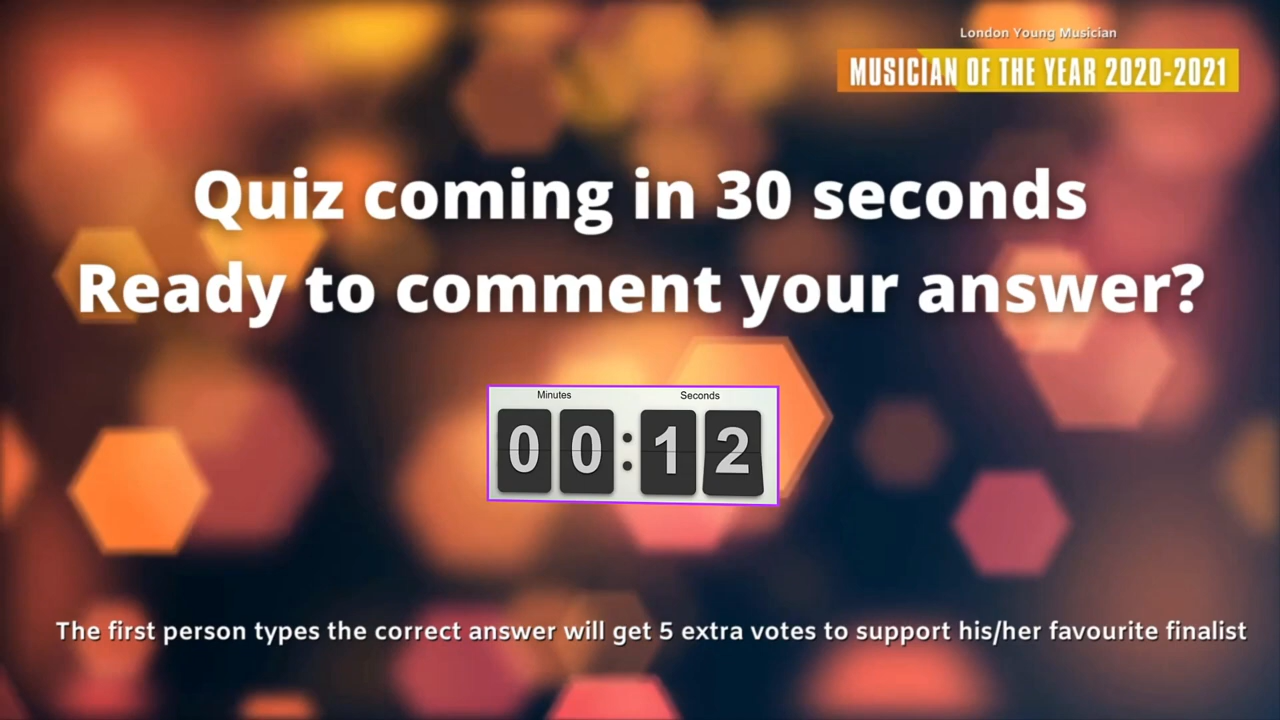 London Young Musician
MUSICIAN OF THE YEAR 2020-2021
Quiz coming in 30 seconds
Ready to comment your answer?
Minutes Seconds
00:12
The first person types the correct answer will get 5 extra votes to support his/her favourite finalist